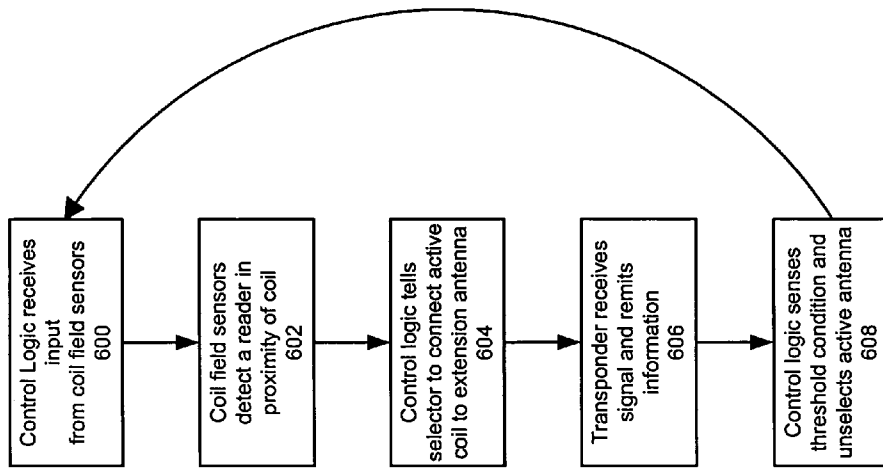 Control Logic receives
input
from coil field sensors
600
Coil field sensors
detect a reader in
proximity of coil
602
Control logic tells
selector to connect active
coil to extension antenna
604
Transponder receives
signal and remits
information
606
Control logic senses
threshold condition and
unselects active antenna
608